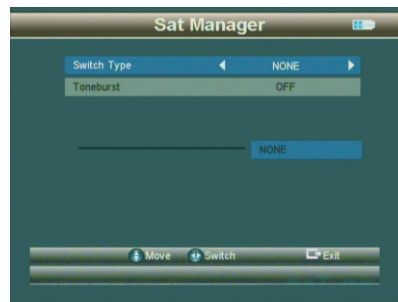 Sat Manager
Switch Type NONE
Toneburst OFF
NONE
Move Switch Exit